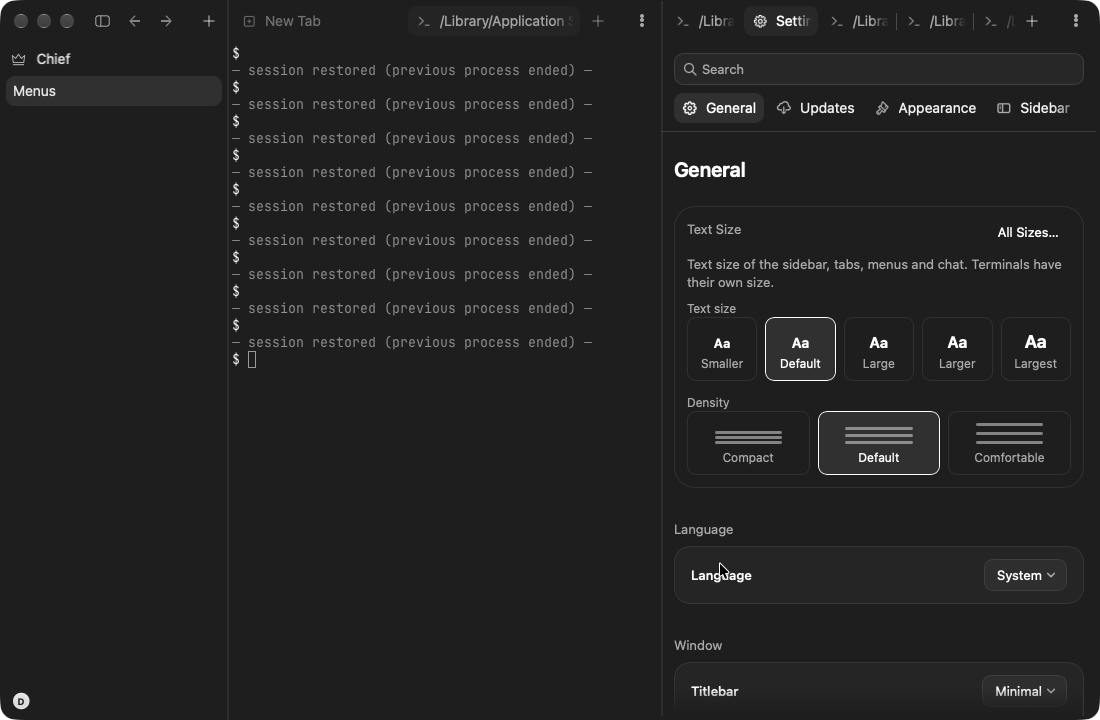 Chief
Menus
D
New Tab
/Library/Application
$
— session restored (previous process ended) —
$
— session restored (previous process ended) —
$
— session restored (previous process ended) —
$
— session restored (previous process ended) —
$
— session restored (previous process ended) —
$
— session restored (previous process ended) —
$
— session restored (previous process ended) —
$
— session restored (previous process ended) —
$
— session restored (previous process ended) —
$
/Libra
Settin
/Libra
/Libra
Search
General
Updates
Appearance
Sidebar
General
Text Size
All Sizes...
Text size of the sidebar, tabs, menus and chat. Terminals have
their own size.
Text size
Aa Aa Aa Aa Aa
Smaller Default Large Larger Largest
Density
Compact Default Comfortable
Language
Language
System
Window
Titlebar
Minimal